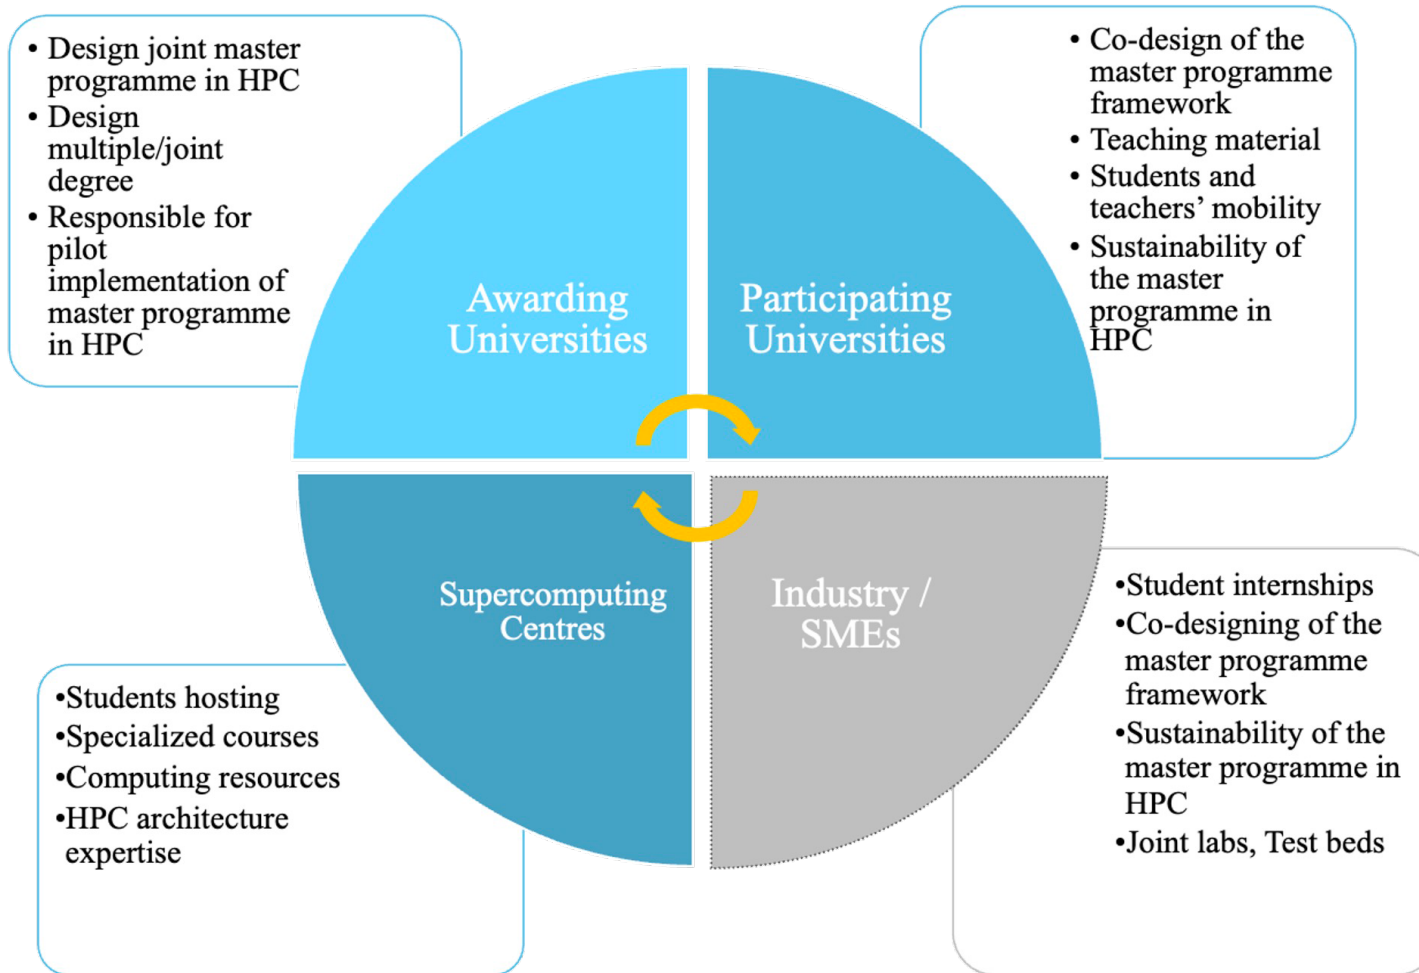 • Design joint master
programme in HPC
• Design
multiple/joint
degree
• Responsible for
pilot
implementation of
master programme
in HPC
• Co-design of the
master programme
framework
• Teaching material
• Students and
teachers’ mobility
• Sustainability of
the master
programme in
HPC
Awarding
Universities
Participating
Universities
Supercomputing
Centres
Industry /
SMEs
•Students hosting
•Specialized courses
•Computing resources
•HPC architecture
expertise
•Student internships
•Co-designing of the
master programme
framework
•Sustainability of the
master programme in
HPC
•Joint labs, Test beds